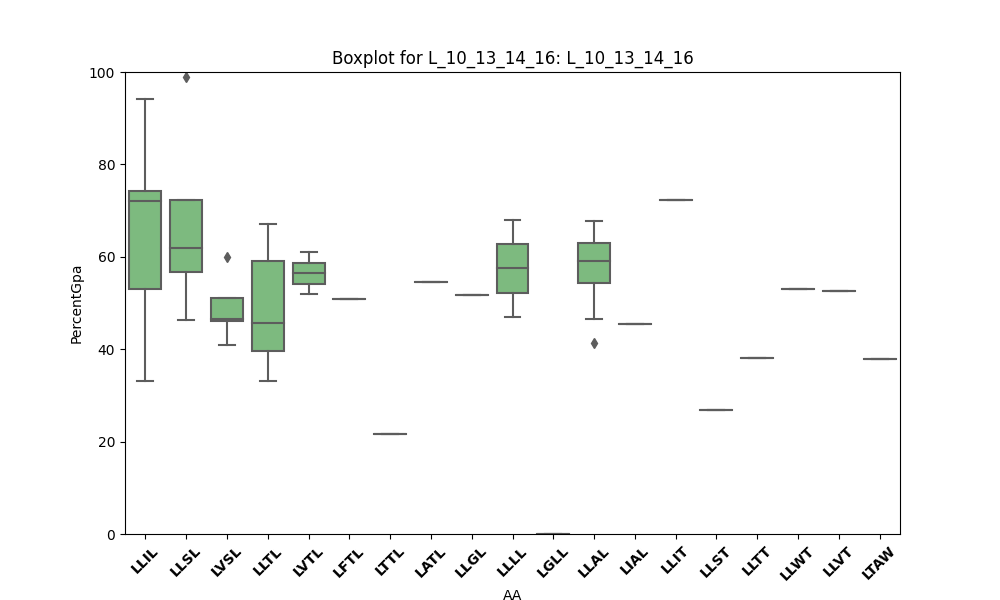 Boxplot for L_10_13_14_16: L_10_13_14_16
PercentGpa
100
80
60
40
20
0
LLIL LLSL LVSL LLTL LVTL LFTL LTTL LATL LLGL LLLL LGLL LLAL LIAL LLIT LLST LLTT LLWT LLVT LTAW
AA